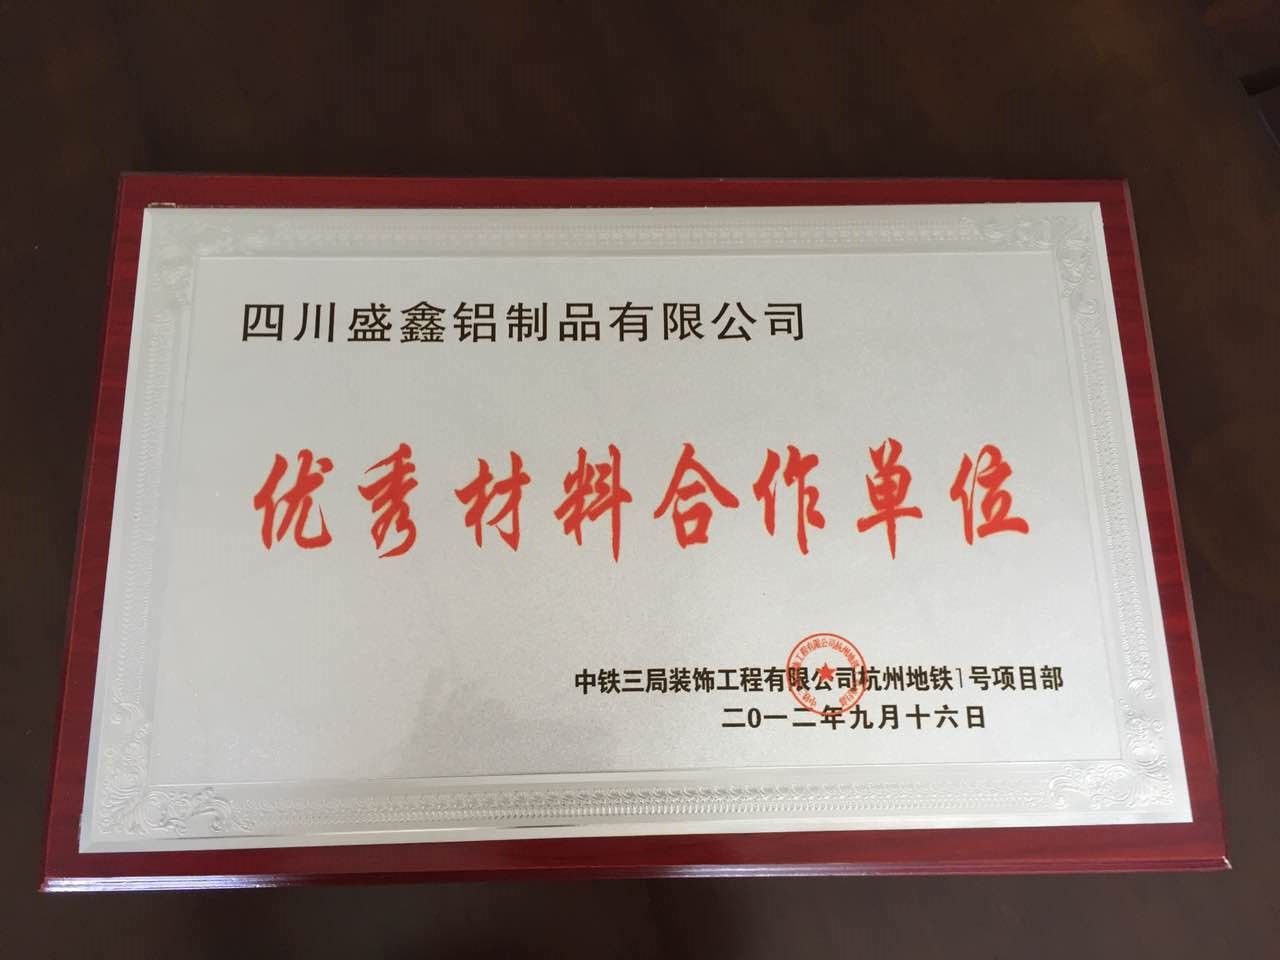 四川盛鑫铝制品有限公司
优秀材料合作单位
中铁三局装饰工程有限公司杭州地铁1号项目部
二0一二年九月十六日